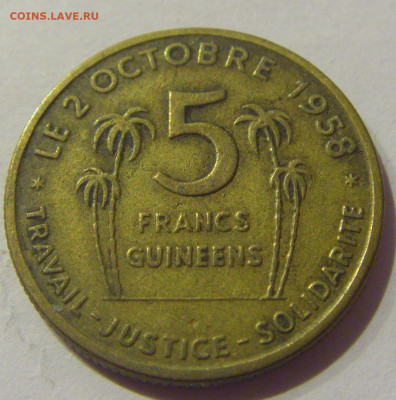 COINS.LAVE.RU
* LE 2 OCTOBRE 1958 *
5
FRANCS
GUINEENS
TRAVAIL - JUSTICE - SOLIDARITE